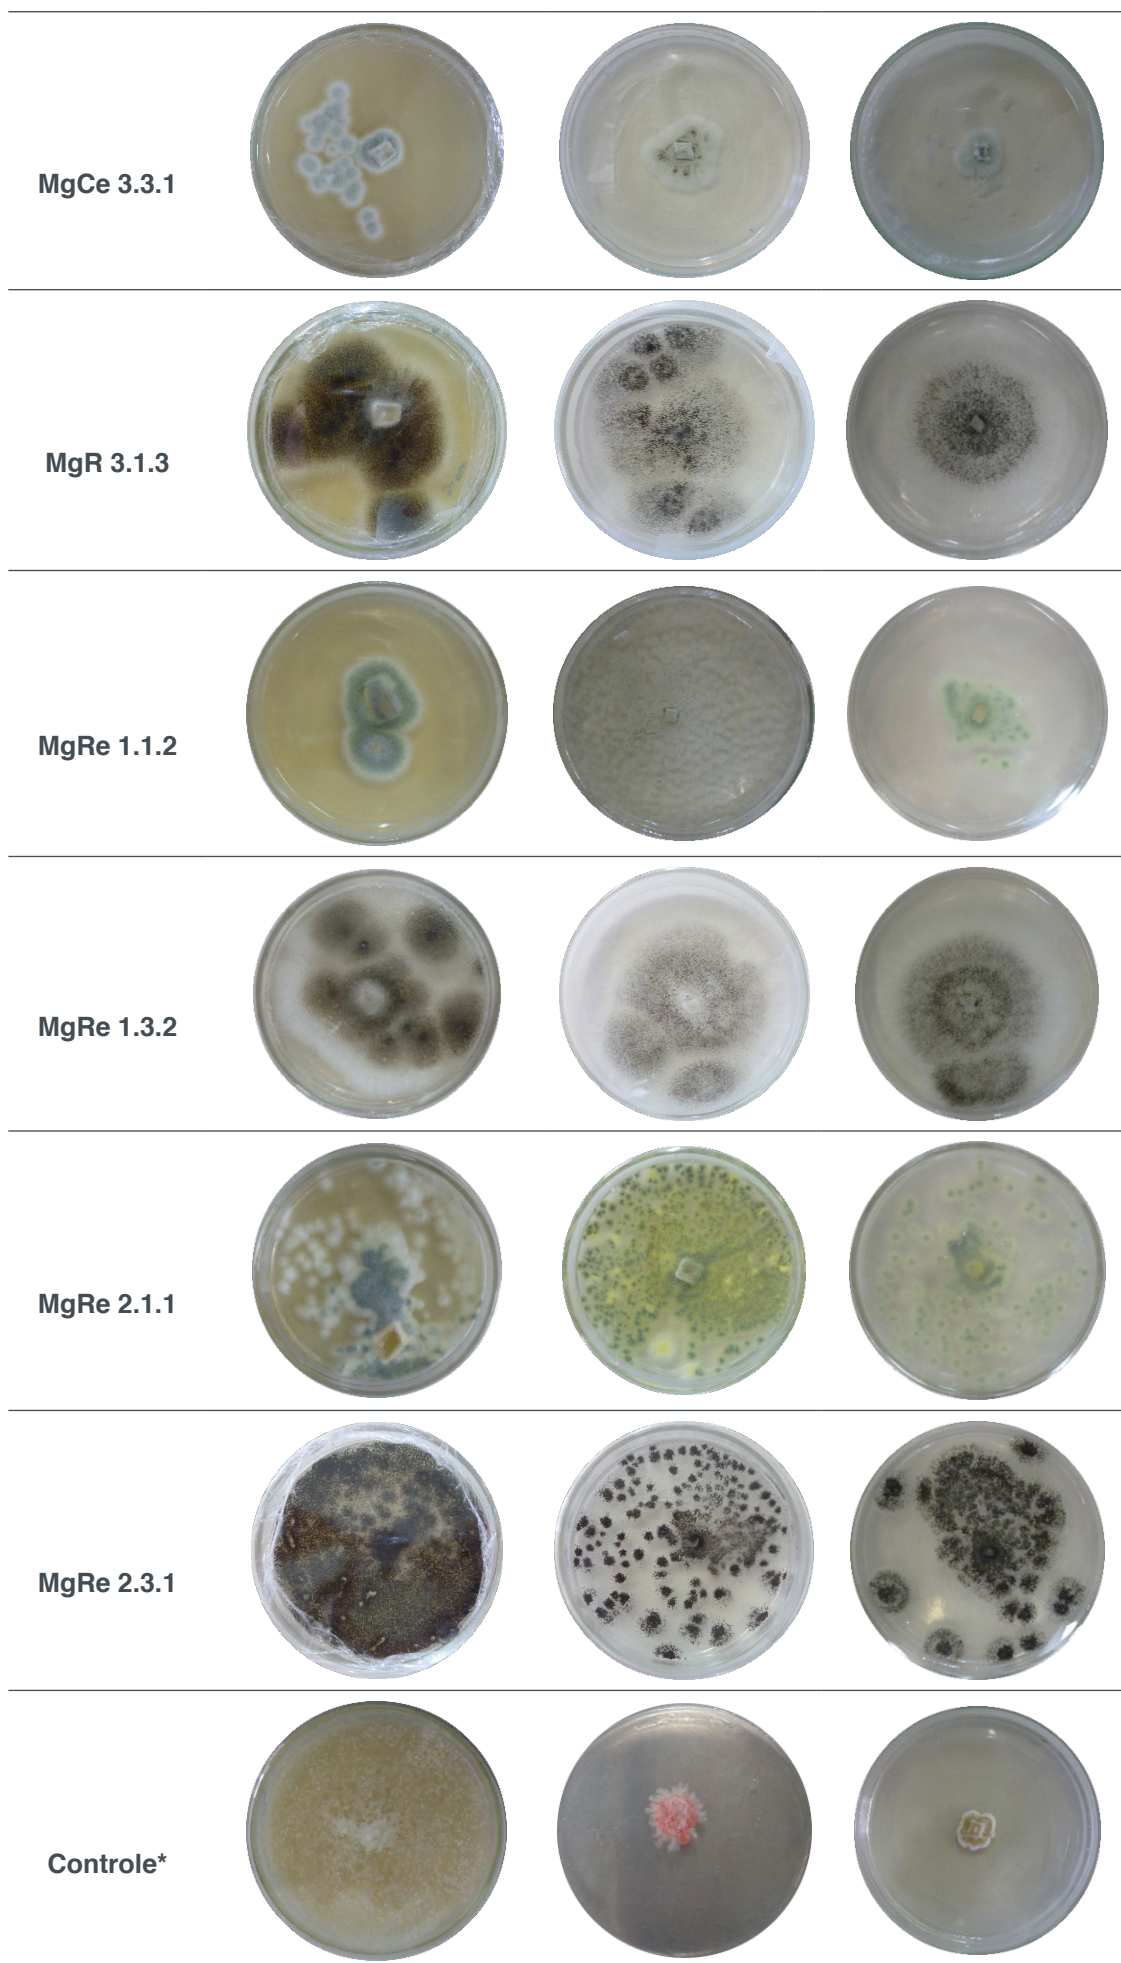 MgCe 3.3.1
MgR 3.1.3
MgRe 1.1.2
MgRe 1.3.2
MgRe 2.1.1
MgRe 2.3.1
Controle*